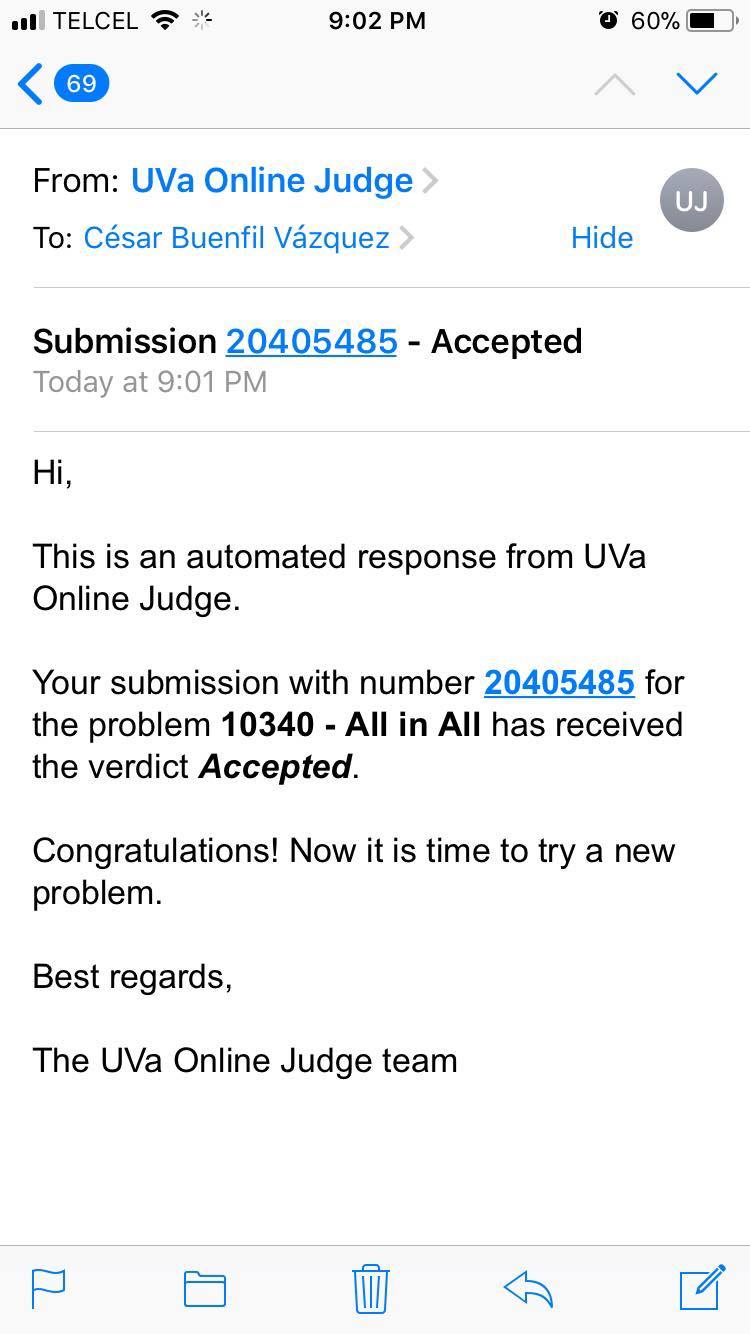 TELCEL 9:02 PM 60%
69
From: UVa Online Judge
UJ
To: César Buenfil Vázquez Hide
Submission 20405485 - Accepted
Today at 9:01 PM
Hi,
This is an automated response from UVa
Online Judge.
Your submission with number 20405485 for
the problem 10340 - All in All has received
the verdict Accepted.
Congratulations! Now it is time to try a new
problem.
Best regards,
The UVa Online Judge team